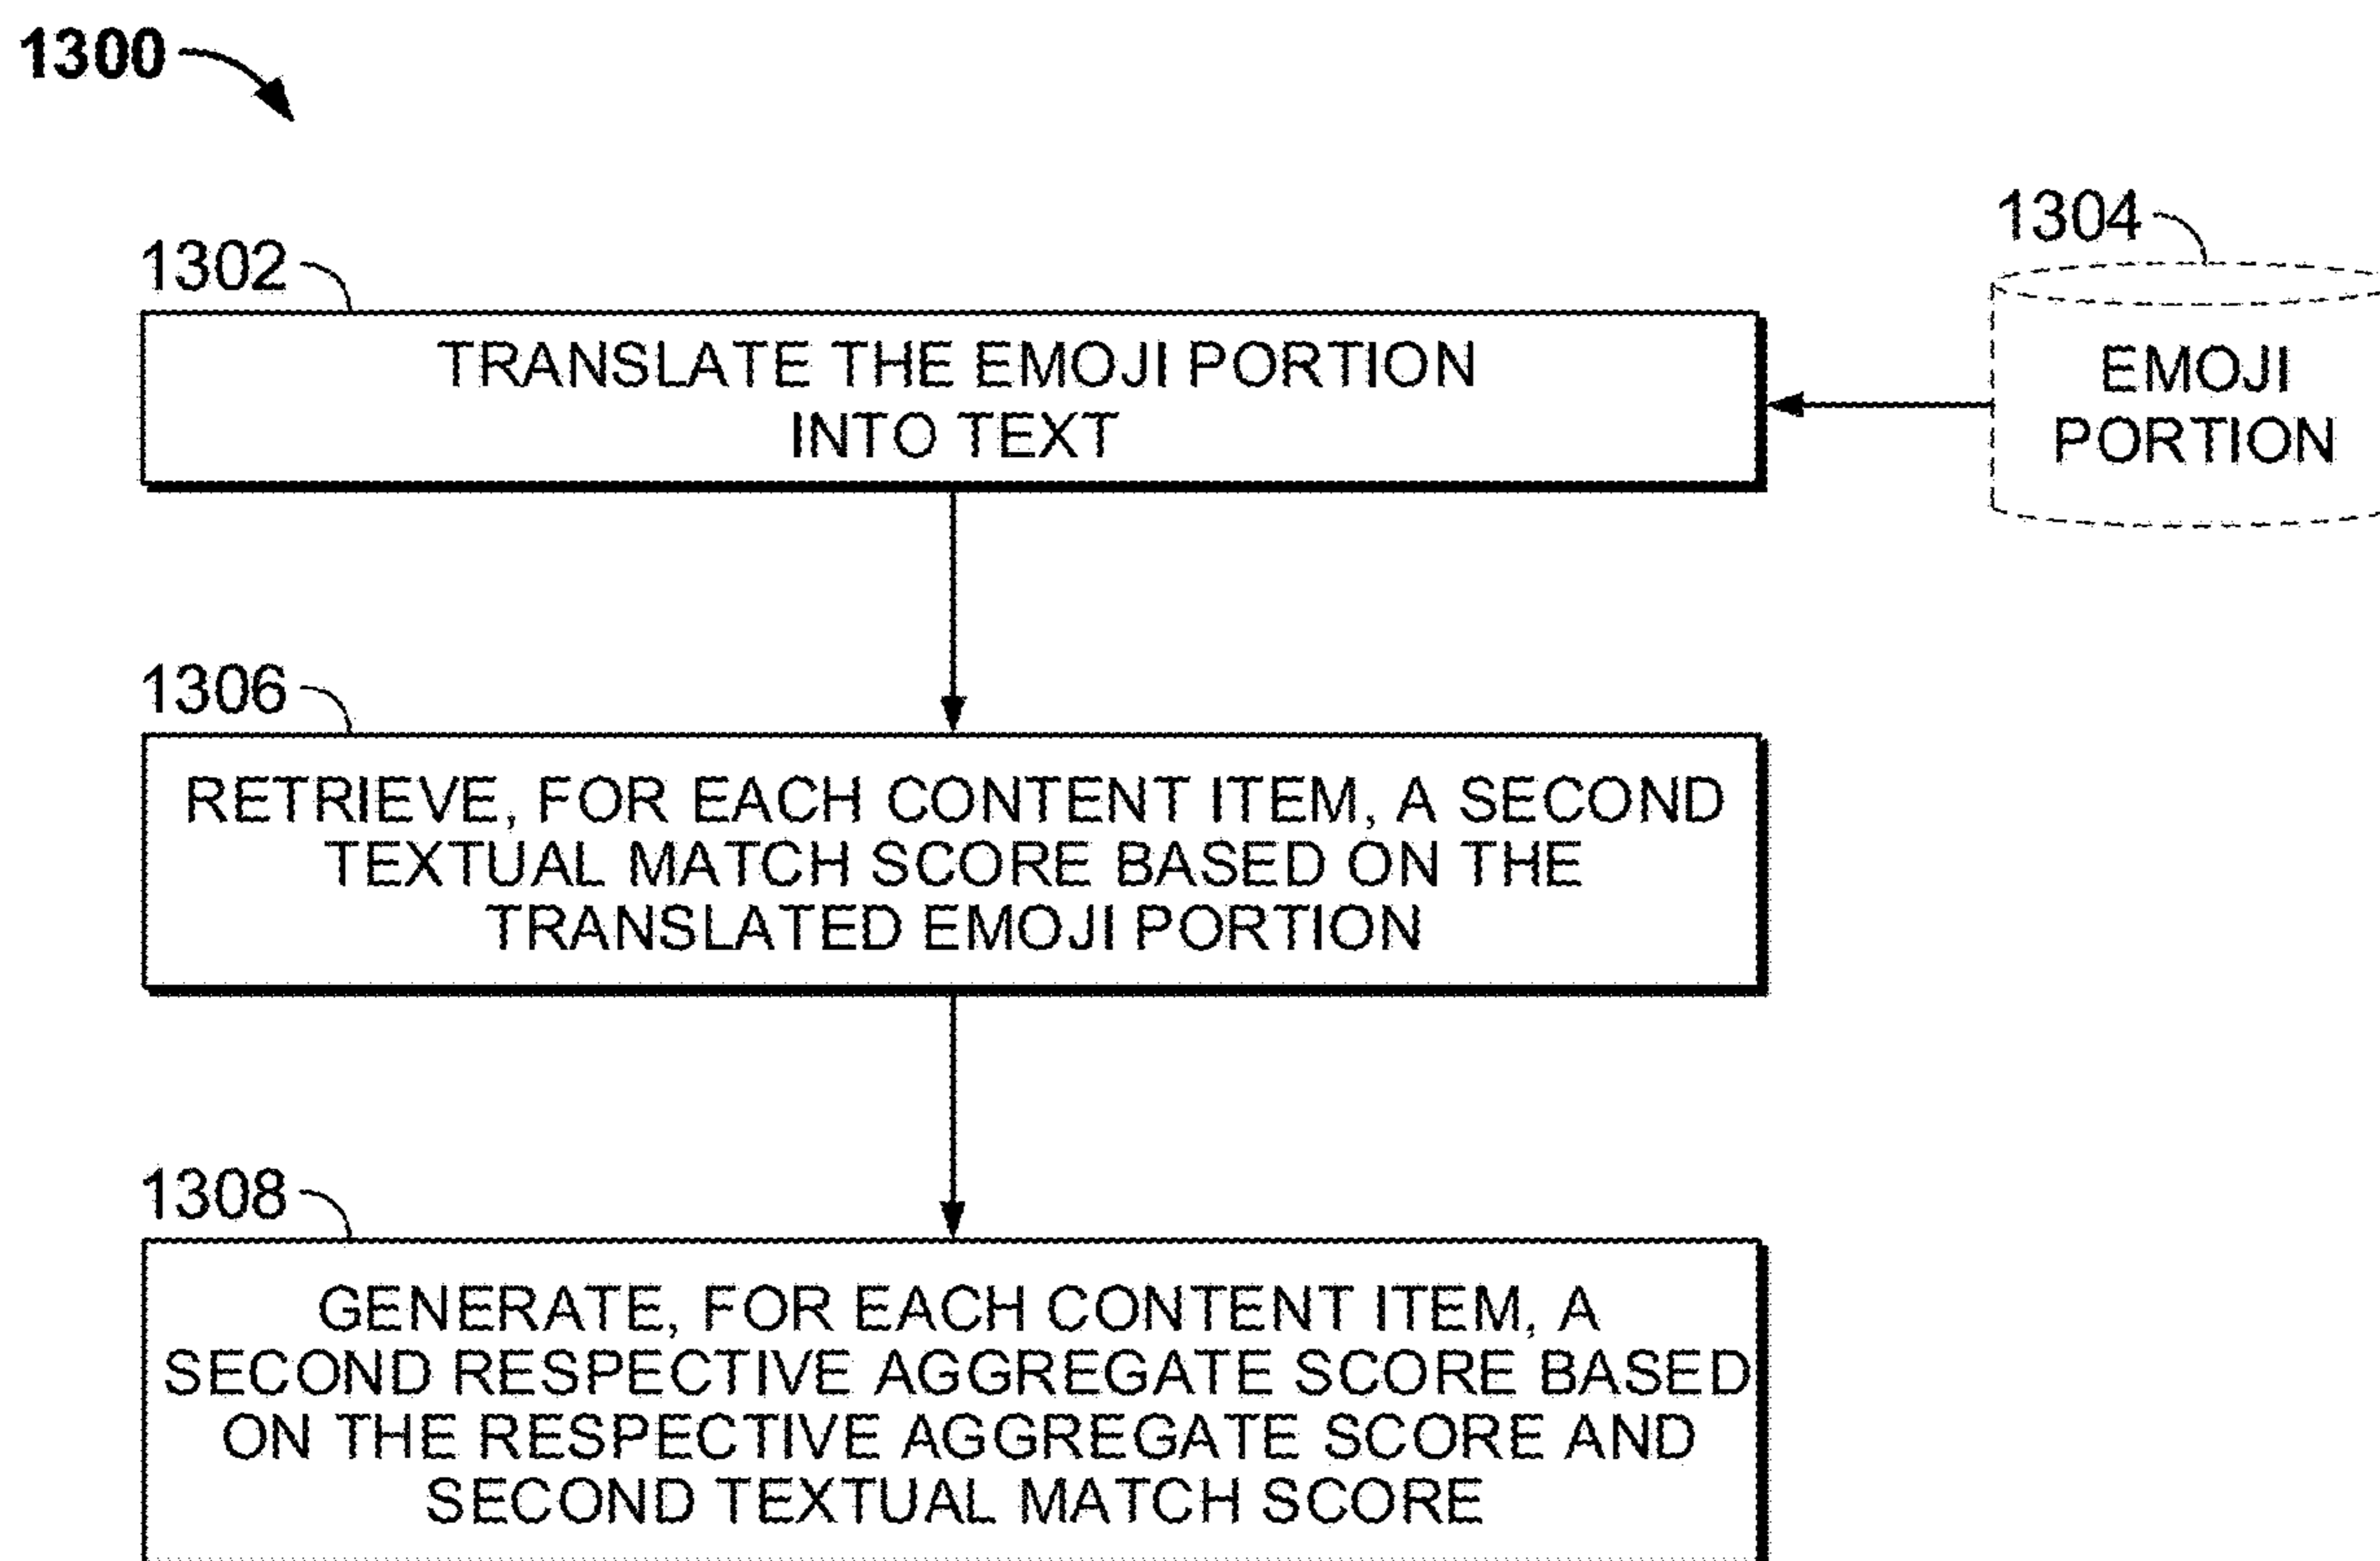 1300
1302
TRANSLATE THE EMOJI PORTION
INTO TEXT
1304
EMOJI
PORTION
1306
RETRIEVE, FOR EACH CONTENT ITEM, A SECOND
TEXTUAL MATCH SCORE BASED ON THE
TRANSLATED EMOJI PORTION
1308
GENERATE, FOR EACH CONTENT ITEM, A
SECOND RESPECTIVE AGGREGATE SCORE BASED
ON THE RESPECTIVE AGGREGATE SCORE AND
SECOND TEXTUAL MATCH SCORE